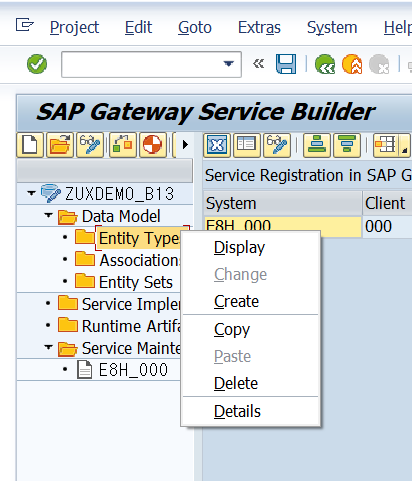 Project Edit Goto Extras System Help
SAP Gateway Service Builder
Service Registration in SAP G
ZUXDEMO_B13
System Client
Data Model
E8H_000 000
Entity Types
Associations
Entity Sets
Service Implem
Runtime Artifa
Service Mainte
E8H_000
Display
Change
Create
Copy
Paste
Delete
Details